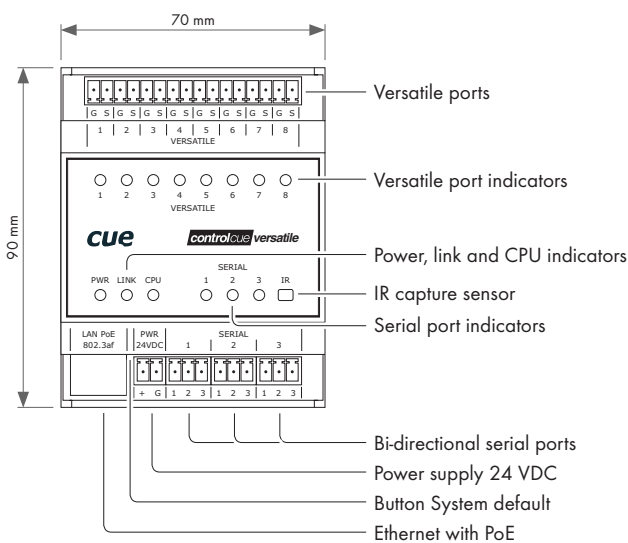 70 mm
90 mm
Versatile ports
G S G S G S G S G S G S G S G S
1 2 3 4 5 6 7 8
VERSATILE
Versatile port indicators
1 2 3 4 5 6 7 8
VERSATILE
cue
controlcue versatile
Power, link and CPU indicators
SERIAL
PWR LINK CPU 1 2 3 IR
IR capture sensor
Serial port indicators
LAN PoE PWR SERIAL
802.3af 24VDC 1 2 3
+ G 1 2 3 1 2 3 1 2 3
Bi-directional serial ports
Power supply 24 VDC
Button System default
Ethernet with PoE